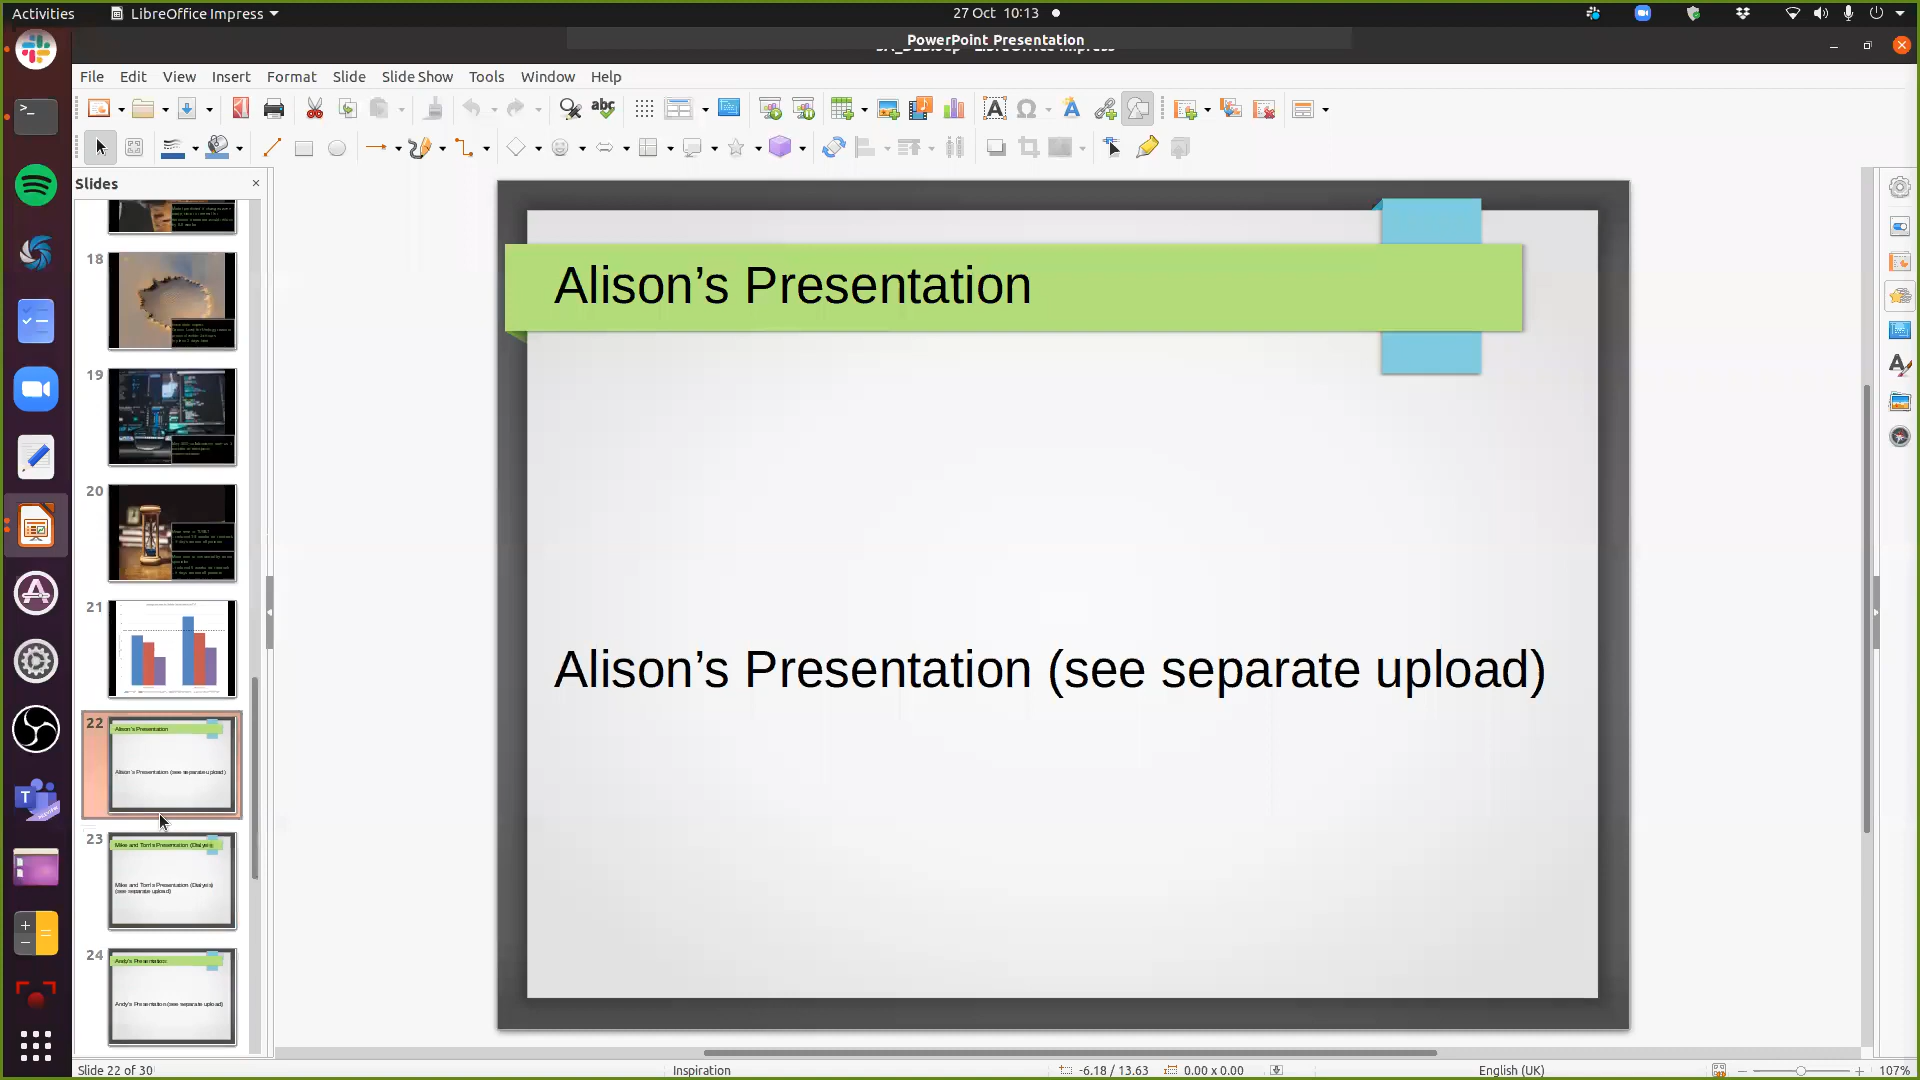 Activities
LibreOffice Impress
27 Oct 10:13
PowerPoint Presentation
File Edit View Insert Format Slide Slide Show Tools Window Help
Slides
18
19
20
21
22
Alison's Presentation
Alison's Presentation (see separate upload)
23
Mike and Tom's Presentation (Dialysis)
Mike and Tom's Presentation (Dialysis)
(see separate upload)
24
Andy's Presentation
Andy's Presentation (see separate upload)
Alison’s Presentation
Alison’s Presentation (see separate upload)
Slide 22 of 30
Inspiration
-6.18 / 13.63
0.00 x 0.00
English (UK)
107%